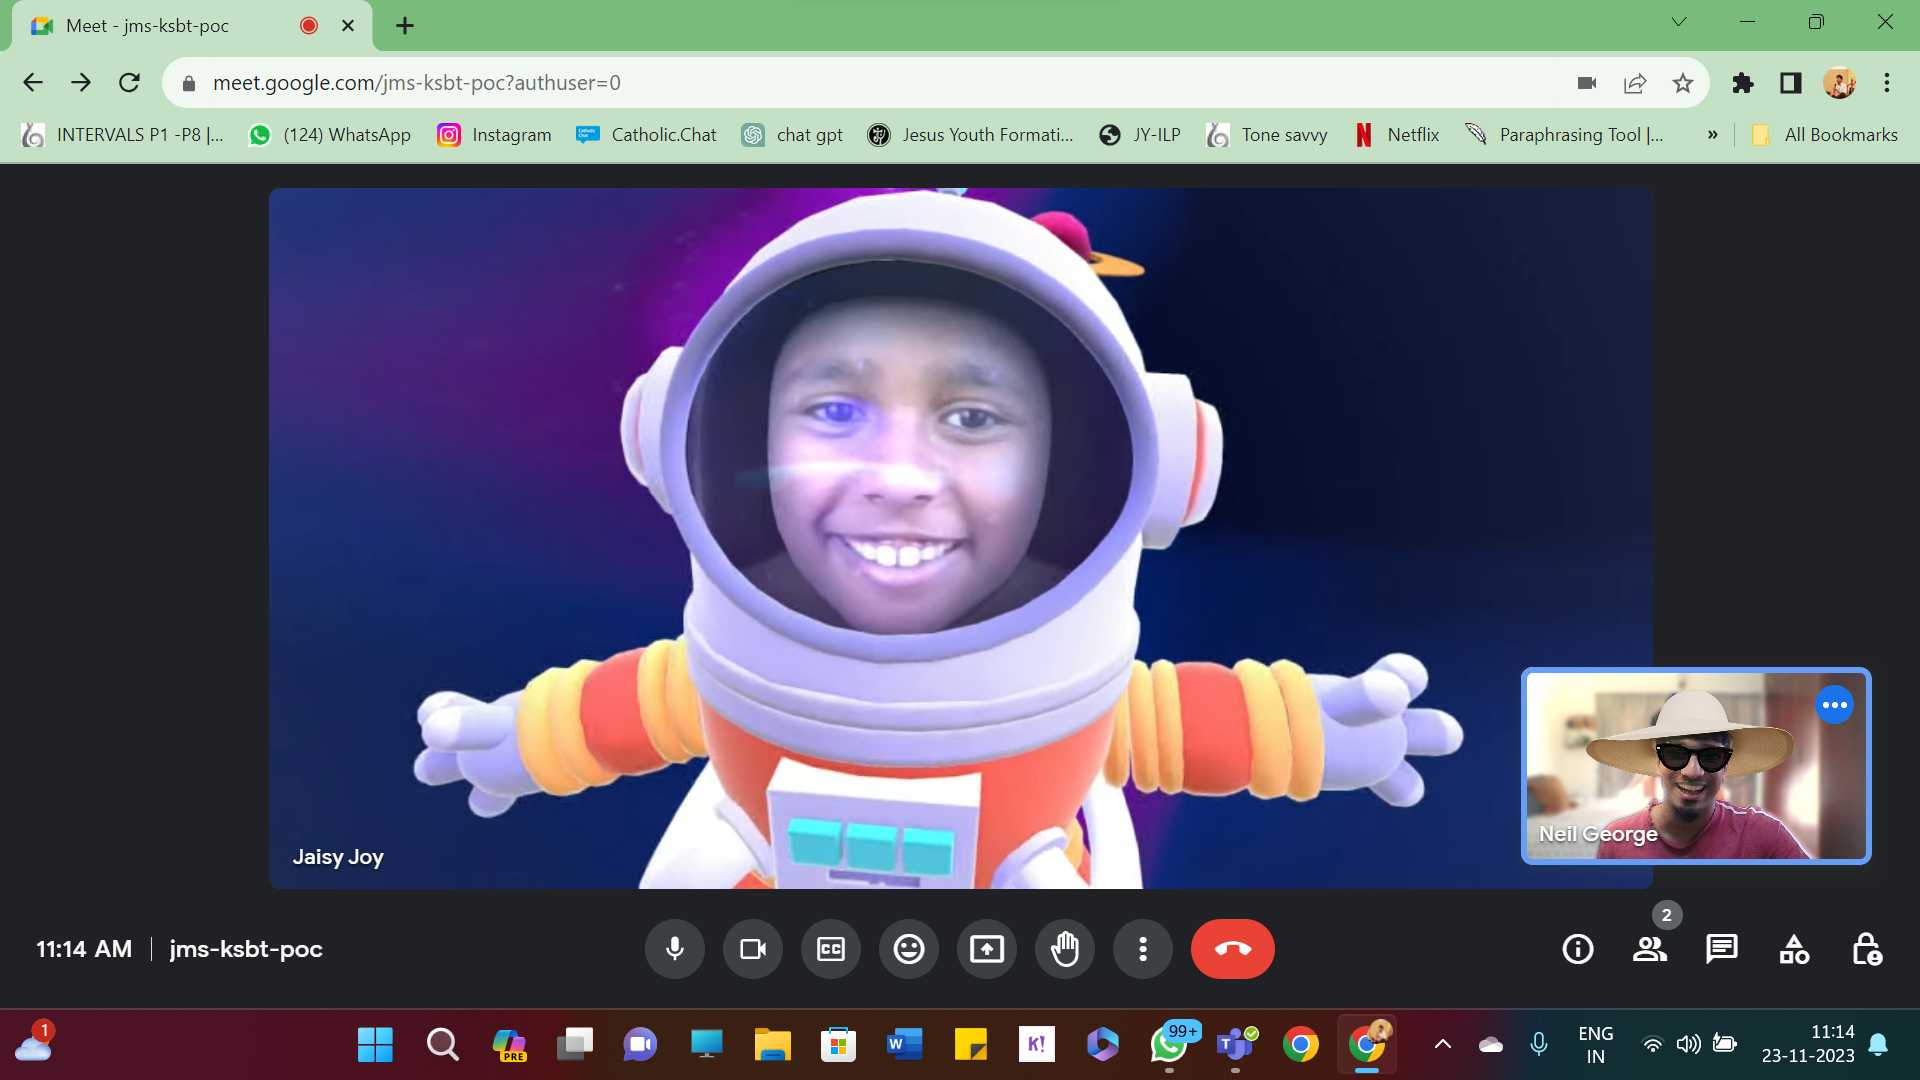 Meet - jms-ksbt-poc
meet.google.com/jms-ksbt-poc?authuser=0
INTERVALS P1 -P8 |... (124) WhatsApp Instagram Catholic.Chat chat gpt Jesus Youth Formati... JY-ILP Tone savvy Netflix Paraphrasing Tool |... » All Bookmarks
Neil George
Jaisy Joy
2
11:14 AM | jms-ksbt-poc CC
1 PRE W K! 99+ T ENG 11:14
IN 23-11-2023